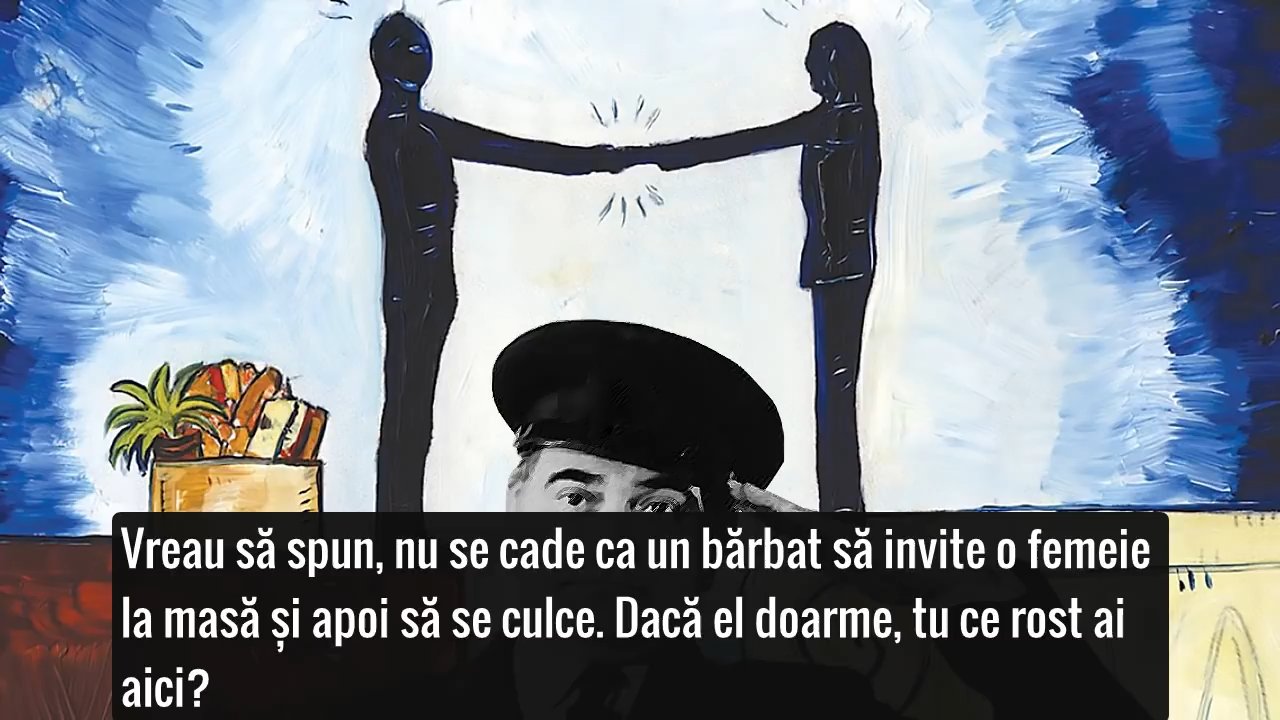 Vreau să spun, nu se cade ca un bărbat să invite o femeie
la masă și apoi să se culce. Dacă el doarme, tu ce rost ai
aici?